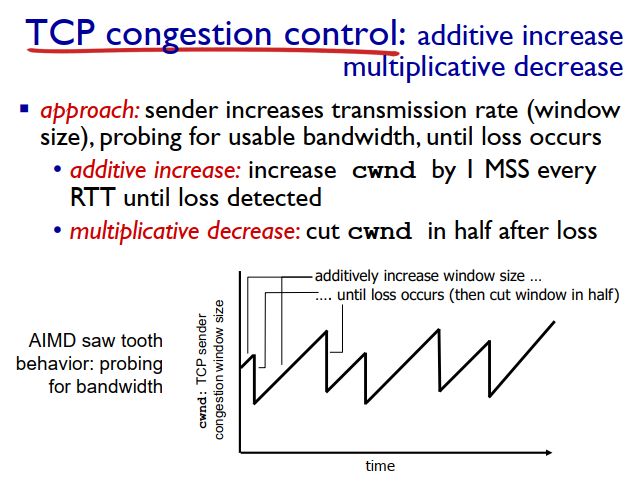 TCP congestion control: additive increase
multiplicative decrease
▪ approach: sender increases transmission rate (window
size), probing for usable bandwidth, until loss occurs
• additive increase: increase cwnd by 1 MSS every
RTT until loss detected
• multiplicative decrease: cut cwnd in half after loss
additively increase window size …
…. until loss occurs (then cut window in half)
AIMD saw tooth
behavior: probing
for bandwidth
cwnd: TCP sender
congestion window size
time